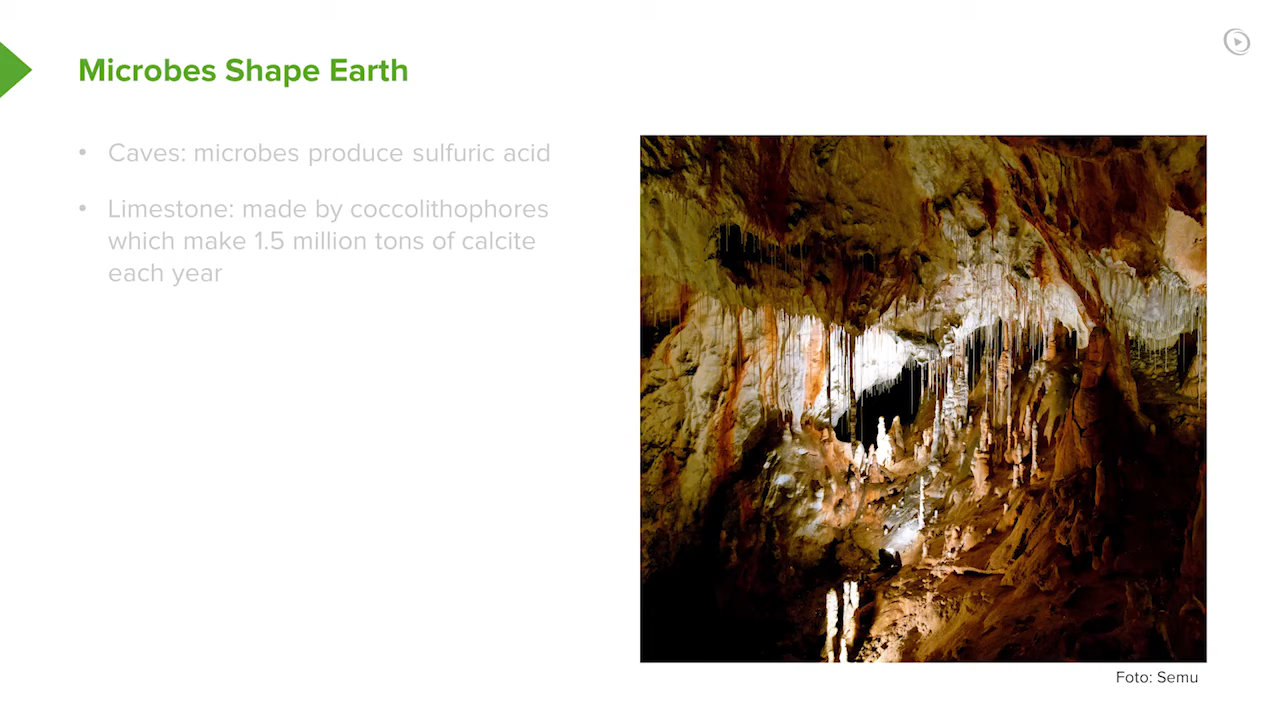 Microbes Shape Earth
• Caves: microbes produce sulfuric acid
• Limestone: made by coccolithophores
which make 1.5 million tons of calcite
each year
Foto: Semu